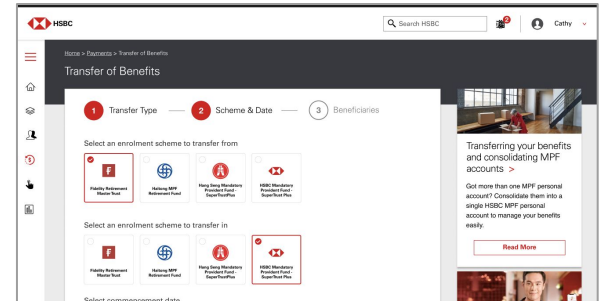 HSBC
Search HSBC
2
Cathy
Home > Payments > Transfer of Benefits
Transfer of Benefits
1 Transfer Type
2 Scheme & Date
3 Beneficiaries
Select an enrolment scheme to transfer from
Fidelity Retirement
Master Trust
Haitong MPF
Retirement Fund
Hang Seng Mandatory
Provident Fund -
SuperTrustPlus
HSBC Mandatory
Provident Fund -
SuperTrust Plus
Select an enrolment scheme to transfer in
Fidelity Retirement
Master Trust
Haitong MPF
Retirement Fund
Hang Seng Mandatory
Provident Fund -
SuperTrustPlus
HSBC Mandatory
Provident Fund -
SuperTrust Plus
Select commencement date
Transferring your benefits
and consolidating MPF
accounts >
Got more than one MPF personal
account? Consolidate them into a
single HSBC MPF personal
account to manage your benefits
easily.
Read More